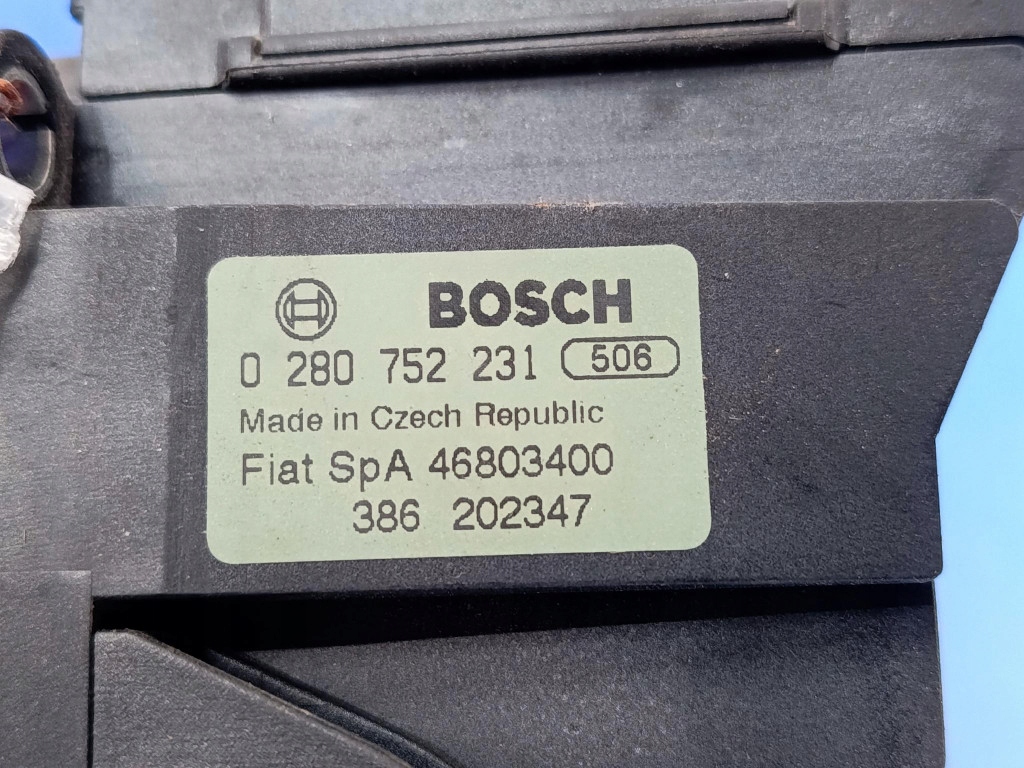 BOSCH
0 280 752 231 506
Made in Czech Republic
Fiat SpA 46803400
386 202347